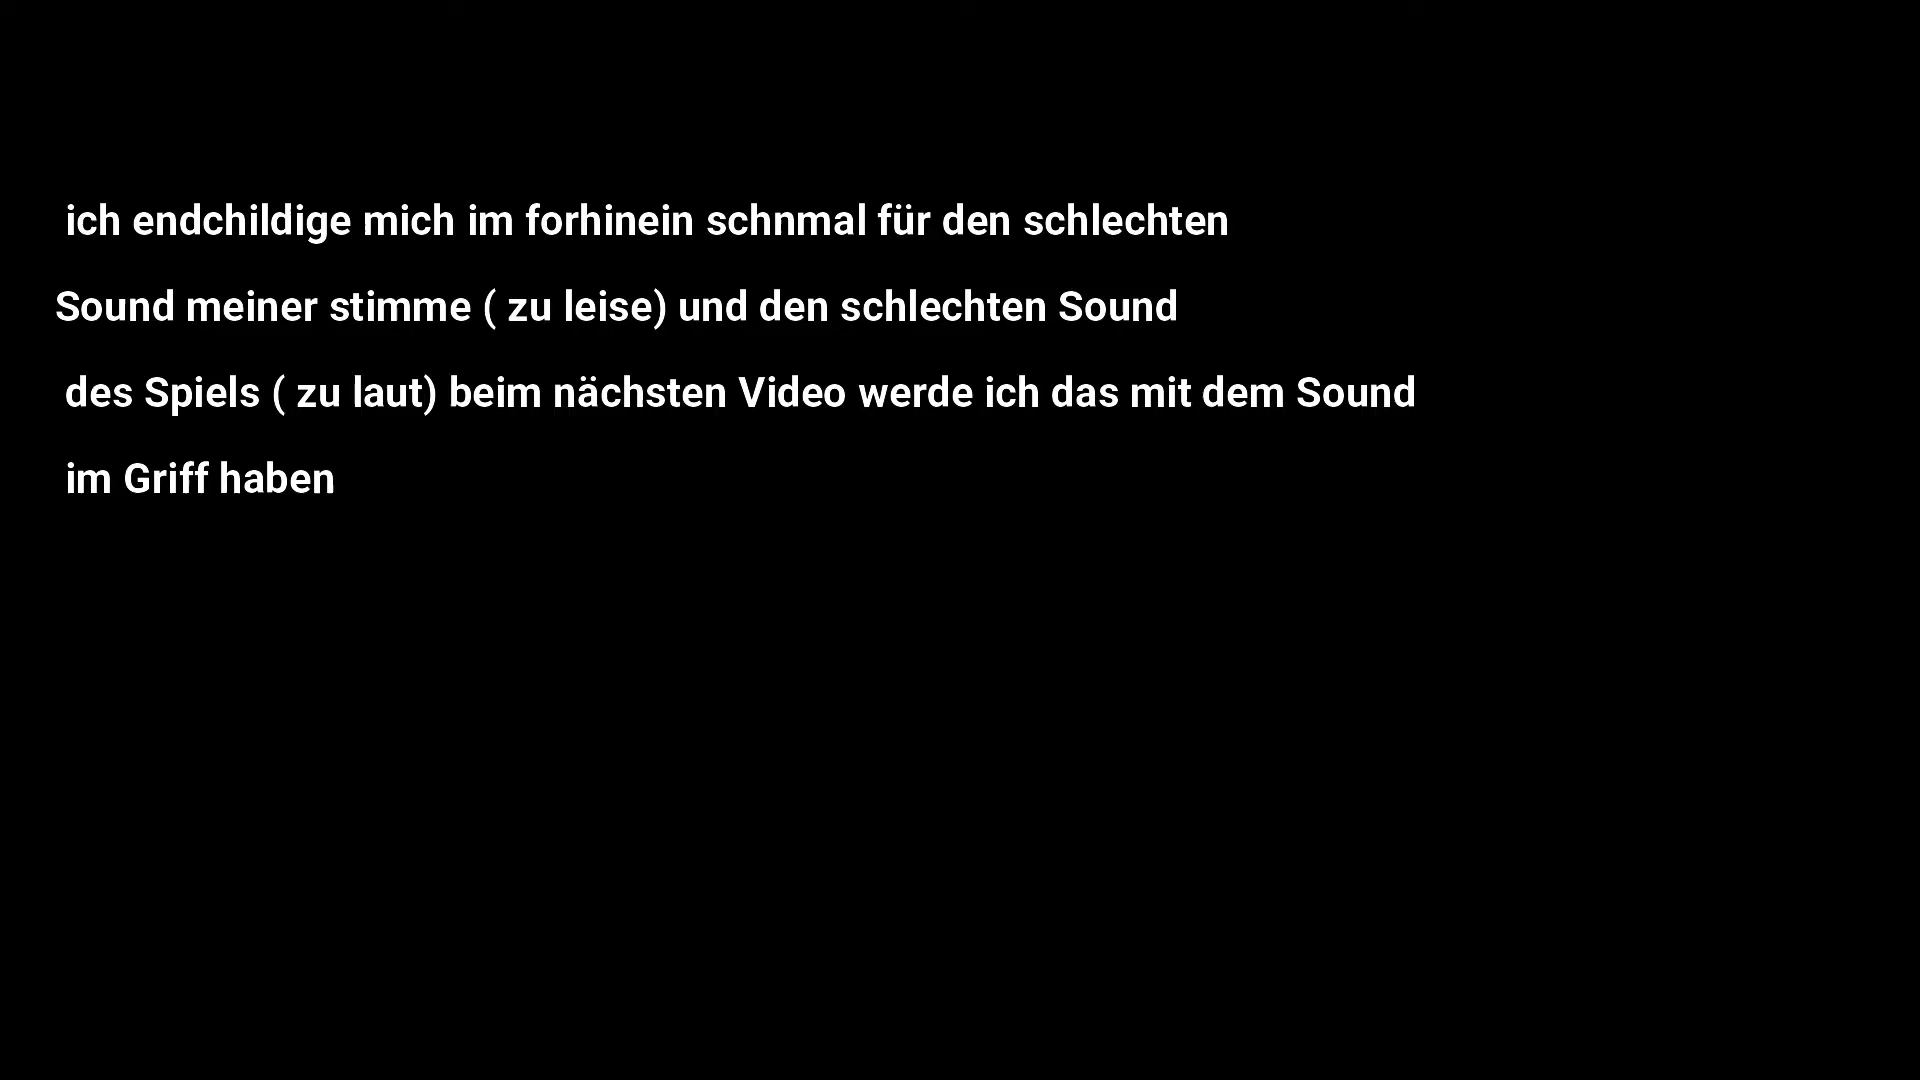 ich endchildige mich im forhinein schnmal für den schlechten
Sound meiner stimme ( zu leise) und den schlechten Sound
des Spiels ( zu laut) beim nächsten Video werde ich das mit dem Sound
im Griff haben